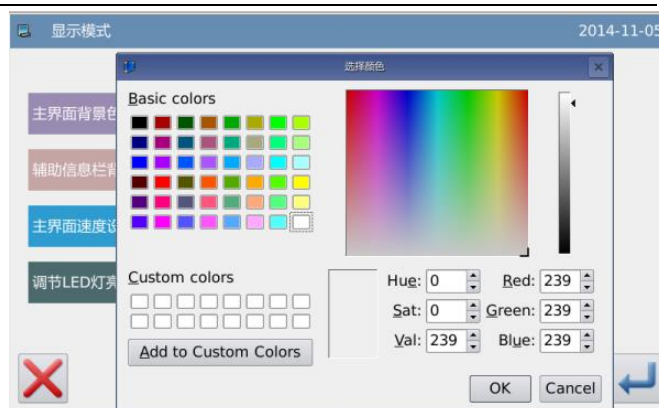 显示模式
2014-11-05
选择颜色
主界面背景色
辅助信息栏背
主界面速度设
调节LED灯亮
Basic colors
Custom colors
Add to Custom Colors
Hue: 0
Sat: 0
Val: 239
Red: 239
Green: 239
Blue: 239
OK
Cancel